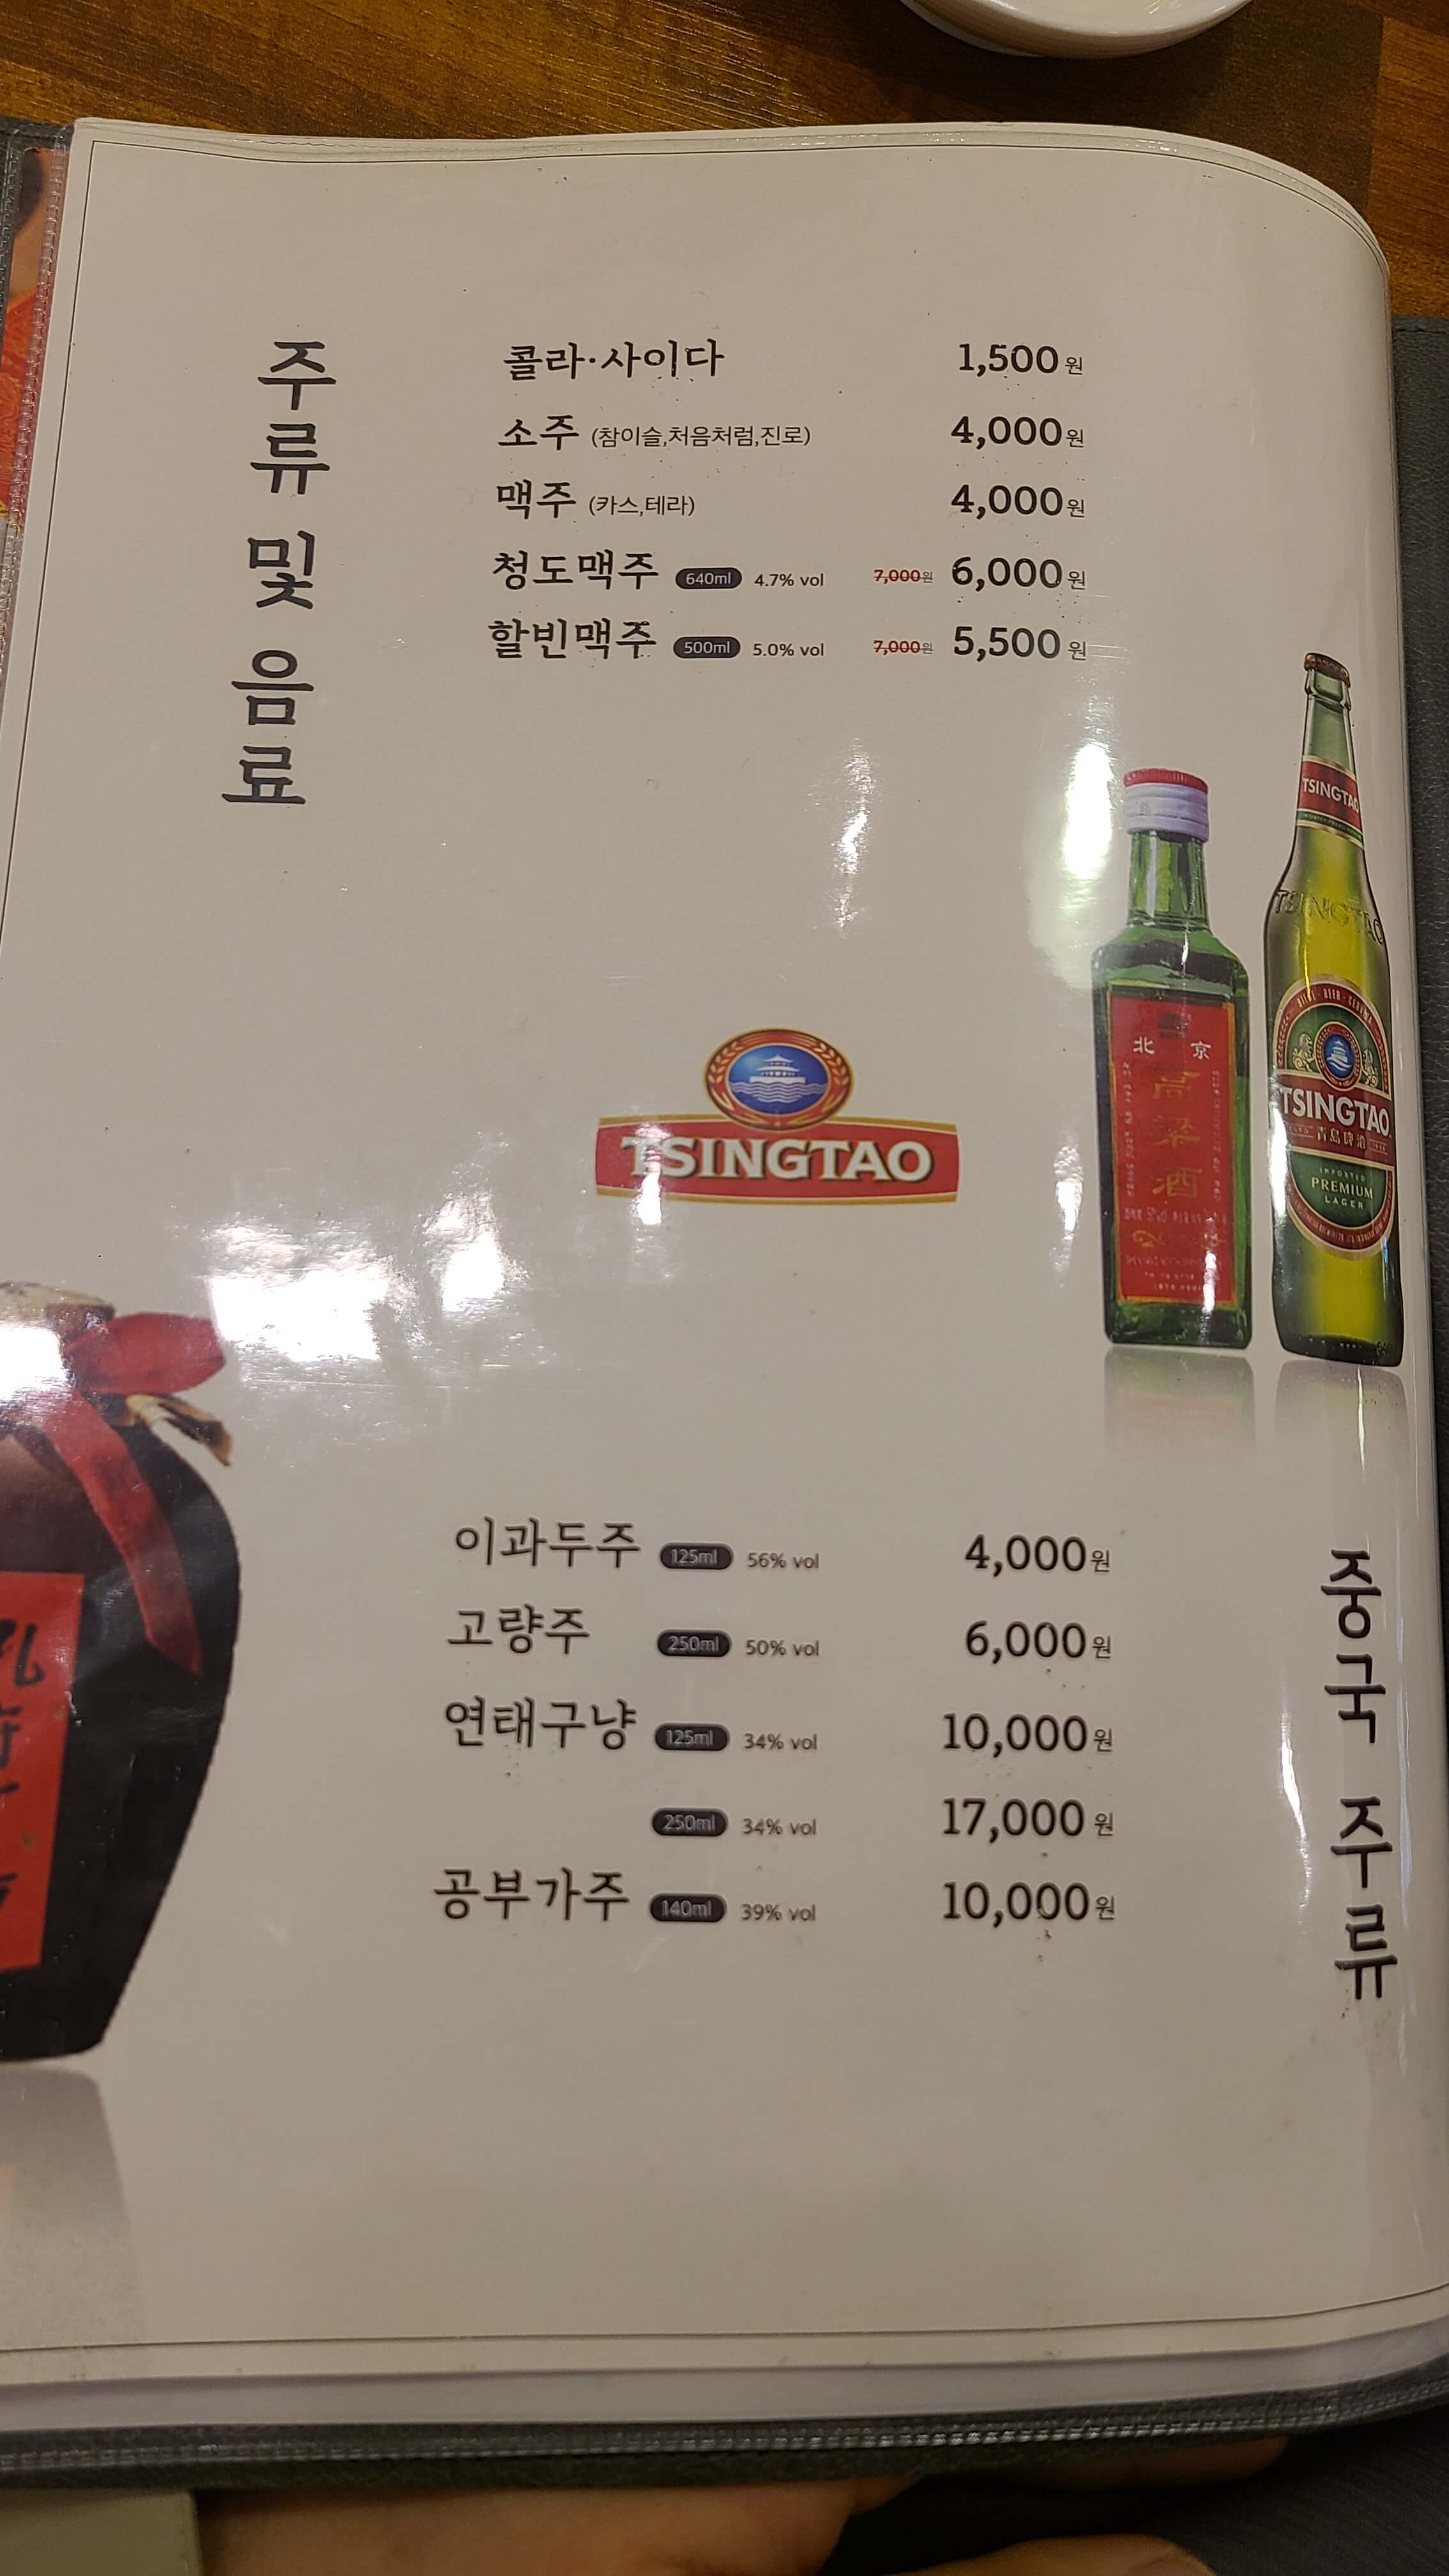 주류 및 음료
콜라·사이다 1,500원
소주 (참이슬,처음처럼,진로) 4,000원
맥주 (카스,테라) 4,000원
청도맥주 640ml 4.7% vol 7,000원 6,000원
할빈맥주 500ml 5.0% vol 7,000원 5,500원
TSINGTAO
TSINGTAO
北京
高粱酒
TSINGTAO
PREMIUM
LAGER
TSINGTAO
중국 주류
이과두주 125ml 56% vol 4,000원
고량주 250ml 50% vol 6,000원
연태구냥 125ml 34% vol 10,000원
250ml 34% vol 17,000원
공부가주 140ml 39% vol 10,000원